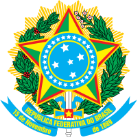 REPÚBLICA FEDERATIVA DO BRASIL
15 de Novembro
de 1889